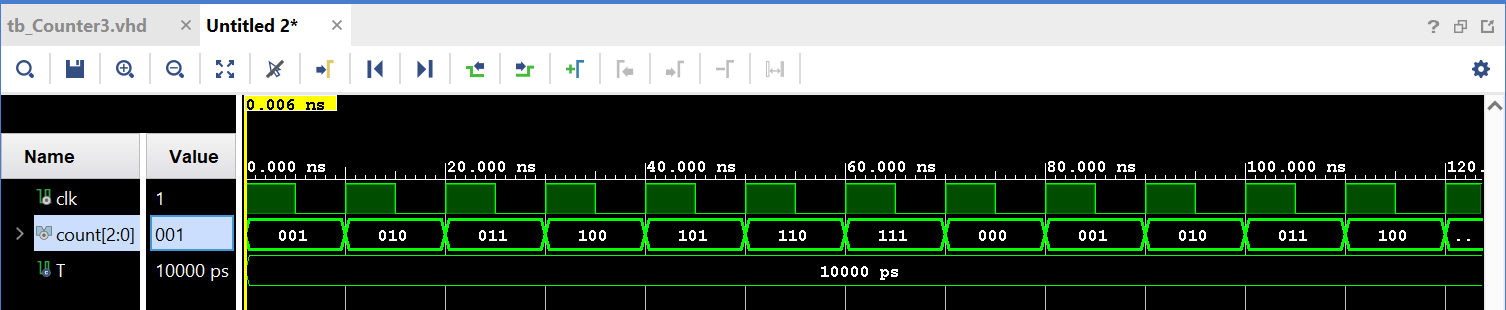 tb_Counter3.vhd × Untitled 2* × ?
0.006 ns
Name Value 0.000 ns 20.000 ns 40.000 ns 60.000 ns 80.000 ns 100.000 ns 120.
clk 1
count[2:0] 001 001 010 011 100 101 110 111 000 001 010 011 100 ..
T 10000 ps 10000 ps